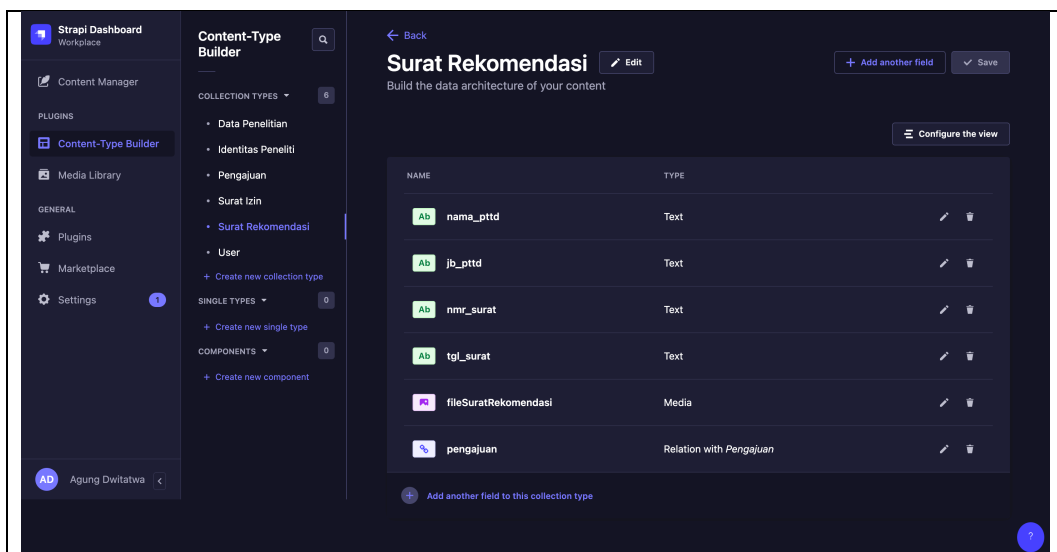 Strapi Dashboard
Workplace
Content Manager
PLUGINS
Content-Type Builder
Media Library
GENERAL
Plugins
Marketplace
Settings 1
AD Agung Dwitatwa
Content-Type
Builder
COLLECTION TYPES 6
Data Penelitian
Identitas Peneliti
Pengajuan
Surat Izin
Surat Rekomendasi
User
+ Create new collection type
SINGLE TYPES 0
+ Create new single type
COMPONENTS 0
+ Create new component
Back
Surat Rekomendasi Edit
Build the data architecture of your content
+ Add another field Save
Configure the view
NAME TYPE
Ab nama_pttd Text
Ab jb_pttd Text
Ab nmr_surat Text
Ab tgl_surat Text
fileSuratRekomendasi Media
pengajuan Relation with Pengajuan
+ Add another field to this collection type
?